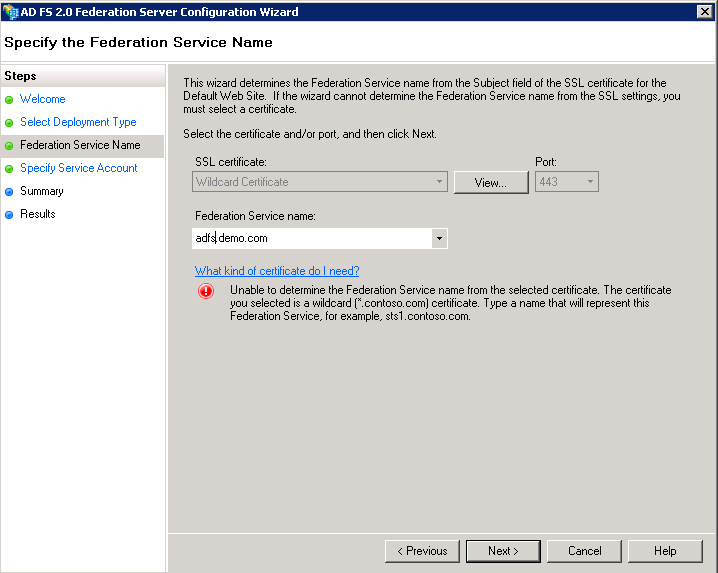 AD FS 2.0 Federation Server Configuration Wizard
Specify the Federation Service Name
Steps
Welcome
Select Deployment Type
Federation Service Name
Specify Service Account
Summary
Results
This wizard determines the Federation Service name from the Subject field of the SSL certificate for the
Default Web Site. If the wizard cannot determine the Federation Service name from the SSL settings, you
must select a certificate.
Select the certificate and/or port, and then click Next.
SSL certificate:
Port:
Wildcard Certificate
View...
443
Federation Service name:
adfs.demo.com
What kind of certificate do I need?
Unable to determine the Federation Service name from the selected certificate. The certificate
you selected is a wildcard (*.contoso.com) certificate. Type a name that will represent this
Federation Service, for example, sts1.contoso.com.
< Previous
Next >
Cancel
Help